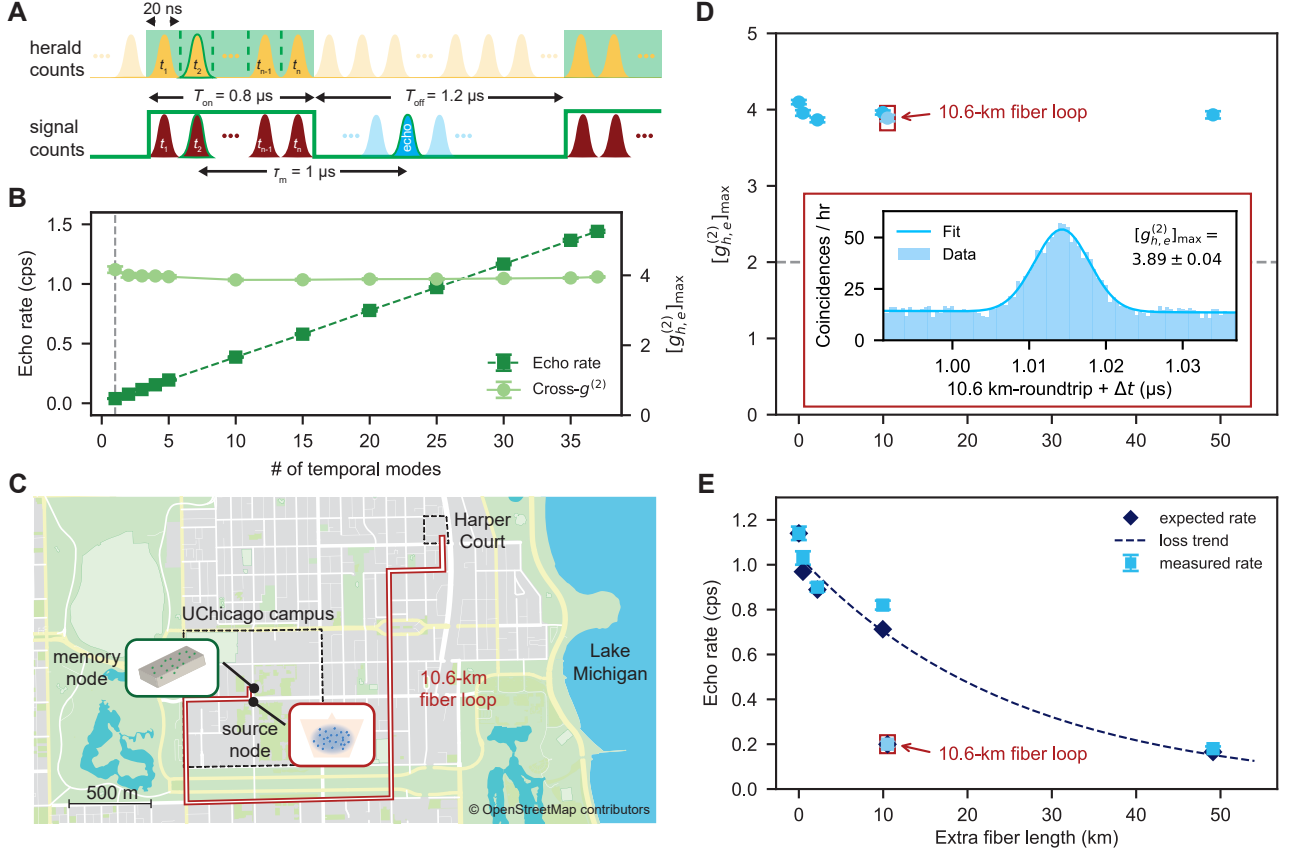 A
20 ns
herald
counts
••• t1 t2 ••• tn-1 tn ••• ••• •••
Ton = 0.8 µs
Toff = 1.2 µs
signal
counts
t1 t2 ••• tn-1 tn ••• echo ••• •••
τm = 1 µs
B
Echo rate (cps)
1.5
1.0
0.5
0.0
4
2
0
[g(2)h,e]max
Echo rate
Cross-g(2)
0 5 10 15 20 25 30 35
# of temporal modes
C
Harper
Court
UChicago campus
memory
node
source
node
10.6-km
fiber loop
Lake
Michigan
500 m
© OpenStreetMap contributors
D
[g(2)h,e]max
5
4
3
2
1
0
10.6-km fiber loop
Coincidences / hr
50
25
0
Fit
Data
[g(2)h,e]max =
3.89 ± 0.04
1.00 1.01 1.02 1.03
10.6 km-roundtrip + Δt (µs)
0 10 20 30 40 50
E
Echo rate (cps)
1.2
1.0
0.8
0.6
0.4
0.2
0.0
expected rate
loss trend
measured rate
10.6-km fiber loop
0 10 20 30 40 50
Extra fiber length (km)